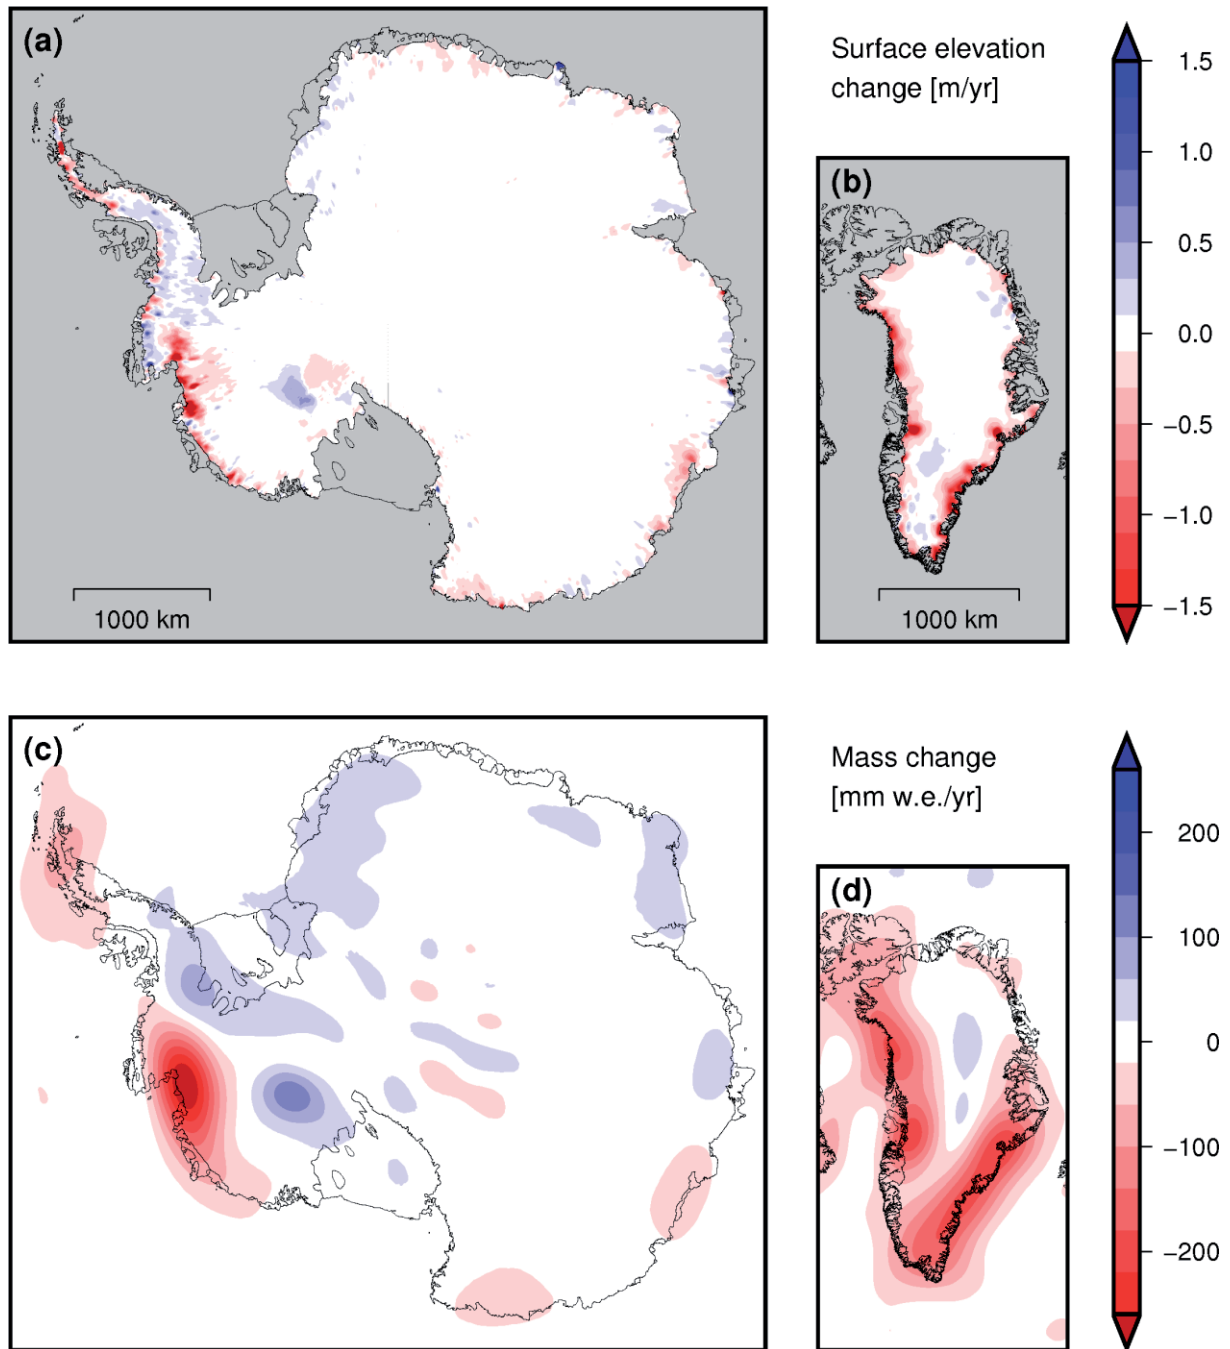 (a)
1000 km
Surface elevation
change [m/yr]
(b)
1000 km
1.5
1.0
0.5
0.0
−0.5
−1.0
−1.5
(c)
Mass change
[mm w.e./yr]
(d)
200
100
0
−100
−200